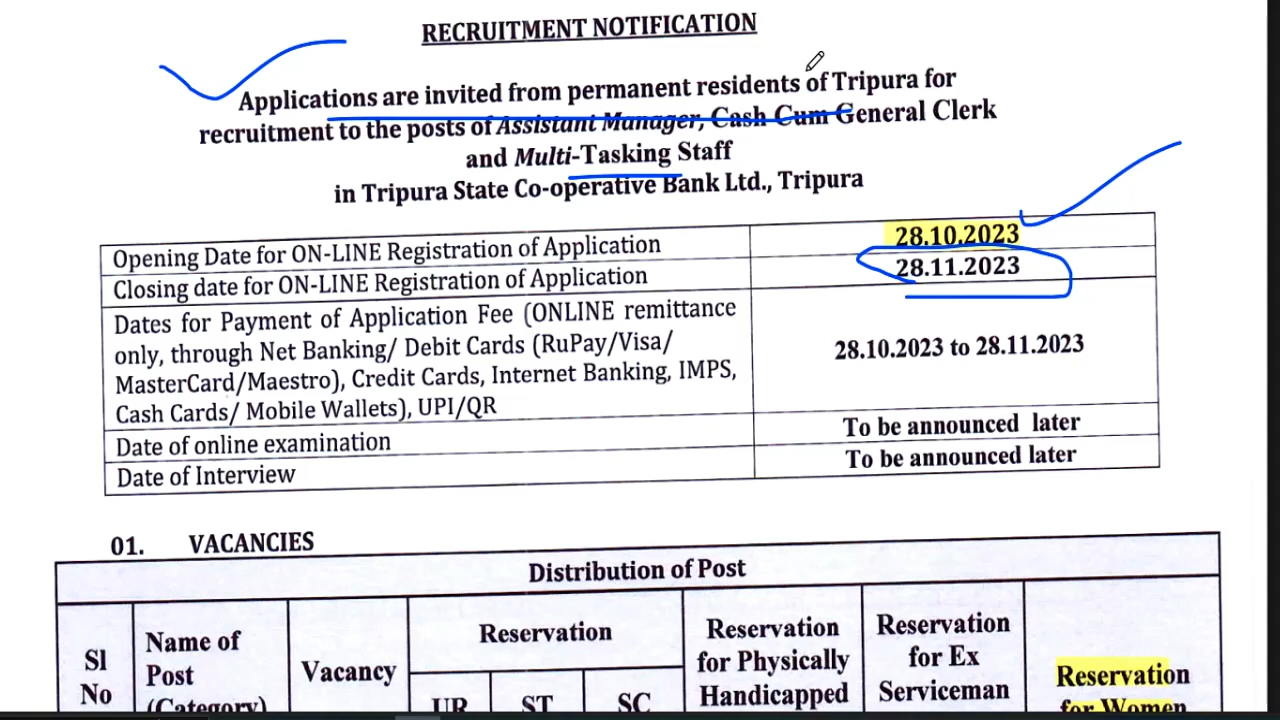 RECRUITMENT NOTIFICATION
Applications are invited from permanent residents of Tripura for
recruitment to the posts of Assistant Manager, Cash Cum General Clerk
and Multi-Tasking Staff
in Tripura State Co-operative Bank Ltd., Tripura
Opening Date for ON-LINE Registration of Application 28.10.2023
Closing date for ON-LINE Registration of Application 28.11.2023
Dates for Payment of Application Fee (ONLINE remittance
only, through Net Banking/ Debit Cards (RuPay/Visa/
MasterCard/Maestro), Credit Cards, Internet Banking, IMPS,
Cash Cards/ Mobile Wallets), UPI/QR
28.10.2023 to 28.11.2023
Date of online examination To be announced later
Date of Interview To be announced later
01. VACANCIES
Distribution of Post
Sl
No
Name of
Post
(Category)
Vacancy
Reservation
UR ST SC
Reservation
for Physically
Handicapped
Reservation
for Ex
Serviceman
Reservation
for Women